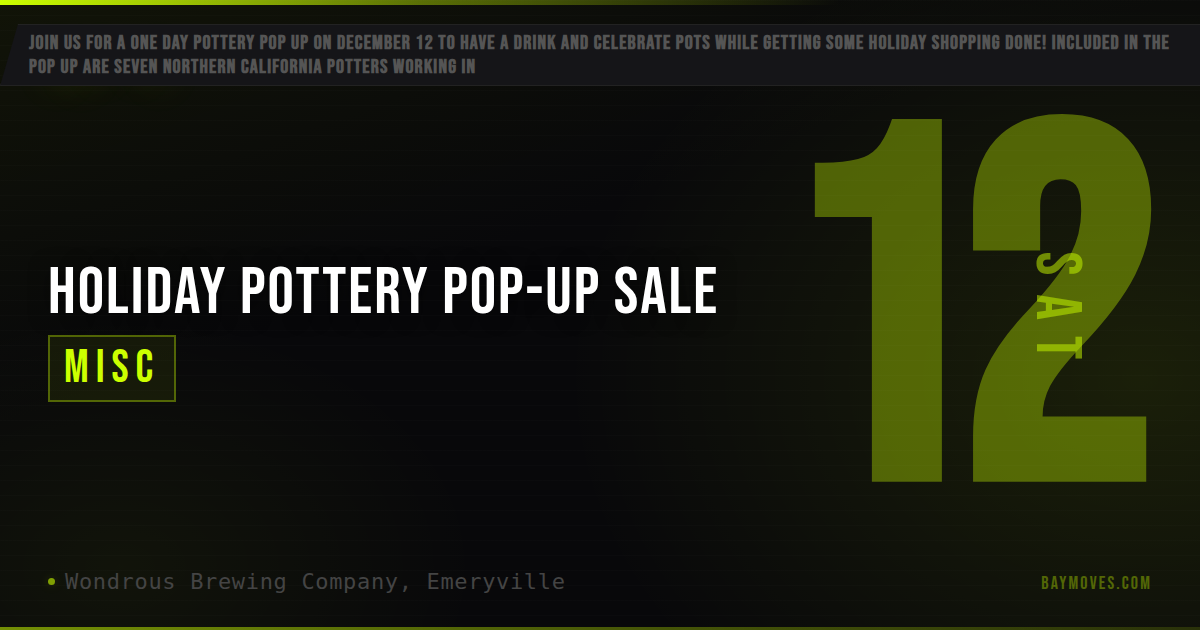 JOIN US FOR A ONE DAY POTTERY POP UP ON DECEMBER 12 TO HAVE A DRINK AND CELEBRATE POTS WHILE GETTING SOME HOLIDAY SHOPPING DONE! INCLUDED IN THE
POP UP ARE SEVEN NORTHERN CALIFORNIA POTTERS WORKING IN
12
SAT
HOLIDAY POTTERY POP-UP SALE
MISC
Wondrous Brewing Company, Emeryville
BAYMOVES.COM